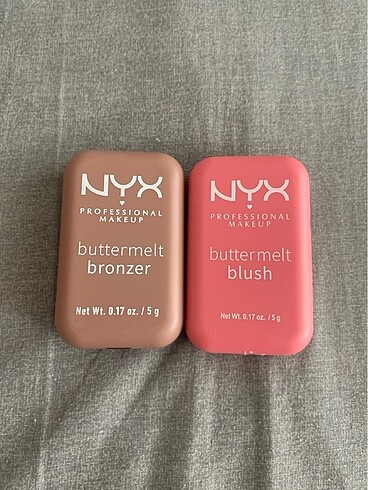 NYX
PROFESSIONAL
MAKEUP
buttermelt
bronzer
Net Wt. 0.17 oz. / 5 g
NYX
PROFESSIONAL
MAKEUP
buttermelt
blush
Net Wt. 0.17 oz. / 5 g